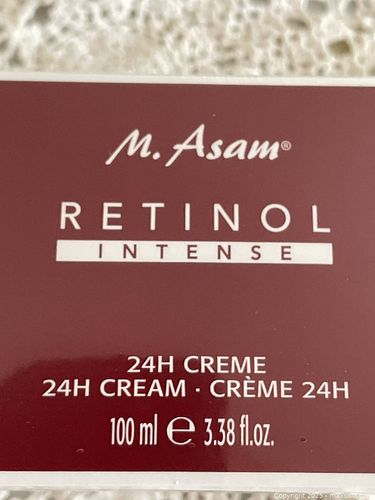 M. Asam®
RETINOL
INTENSE
24H CREME
24H CREAM · CRÈME 24H
100 ml ℮ 3.38 fl.oz.